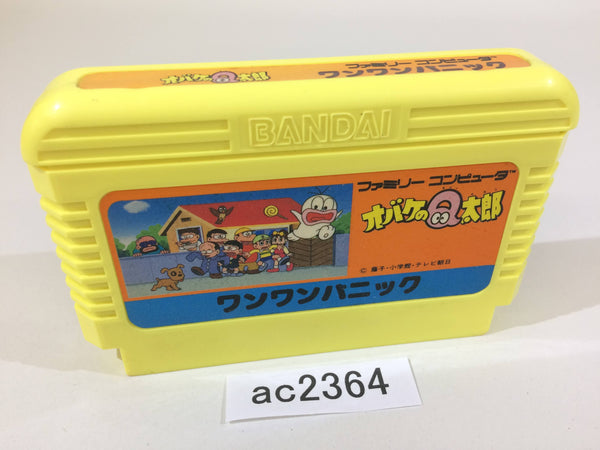 オバケのQ太郎
ファミリー コンピュータ
ワンワンパニック
BANDAI
ファミリー コンピュータ™
オバケのQ太郎
© 藤子・小学館・テレビ朝日
ワンワンパニック
ac2364